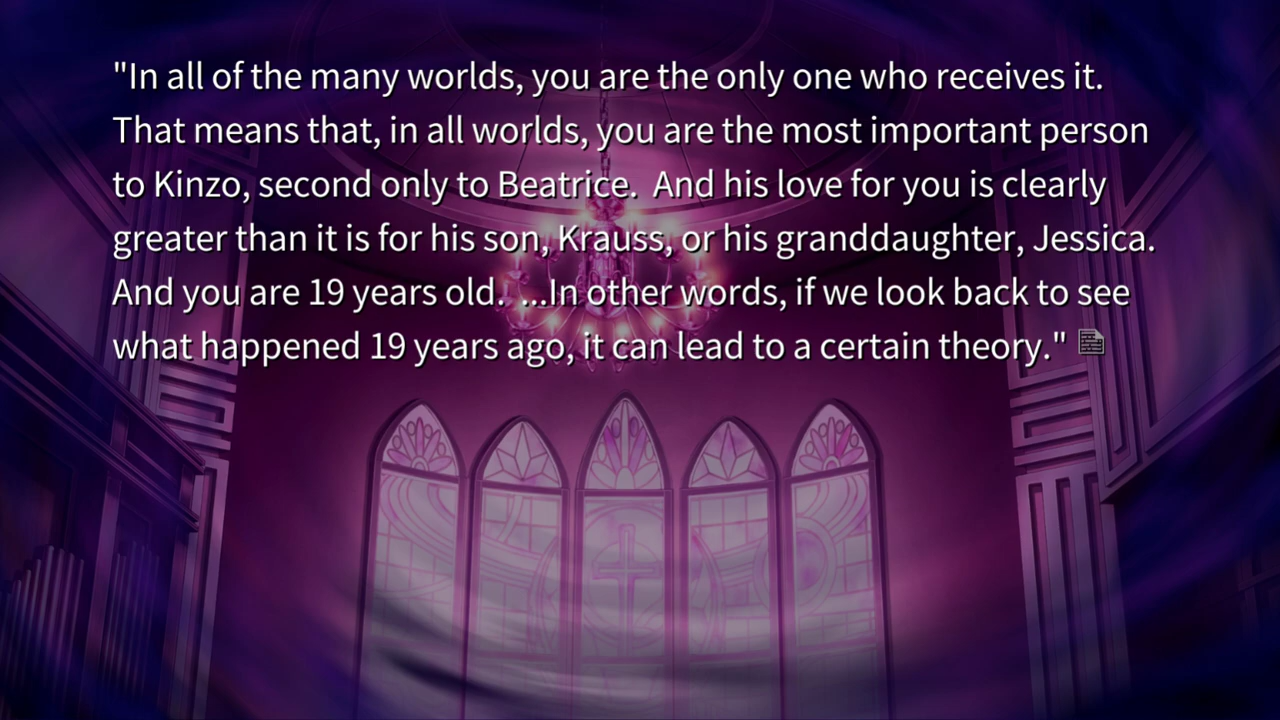 "In all of the many worlds, you are the only one who receives it.
That means that, in all worlds, you are the most important person
to Kinzo, second only to Beatrice.  And his love for you is clearly
greater than it is for his son, Krauss, or his granddaughter, Jessica.
And you are 19 years old.  ...In other words, if we look back to see
what happened 19 years ago, it can lead to a certain theory."